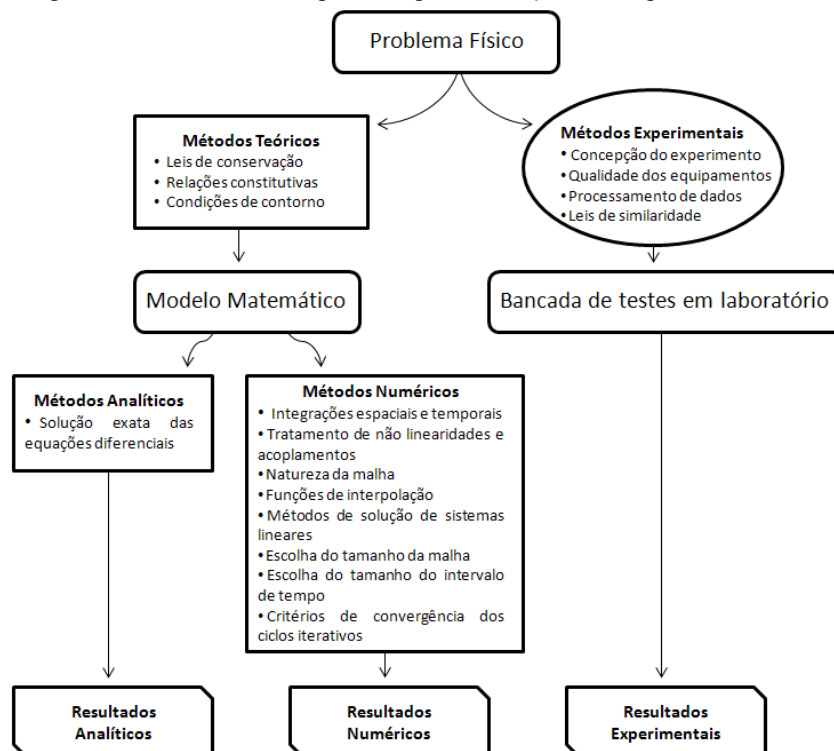 Problema Físico
Métodos Teóricos
• Leis de conservação
• Relações constitutivas
• Condições de contorno
Métodos Experimentais
• Concepção do experimento
• Qualidade dos equipamentos
• Processamento de dados
• Leis de similaridade
Modelo Matemático
Bancada de testes em laboratório
Métodos Analíticos
• Solução exata das
equações diferenciais
Métodos Numéricos
• Integrações espaciais e temporais
• Tratamento de não linearidades e
acoplamentos
• Natureza da malha
• Funções de interpolação
• Métodos de solução de sistemas
lineares
• Escolha do tamanho da malha
• Escolha do tamanho do intervalo
de tempo
• Critérios de convergência dos
ciclos iterativos
Resultados
Analíticos
Resultados
Numéricos
Resultados
Experimentais